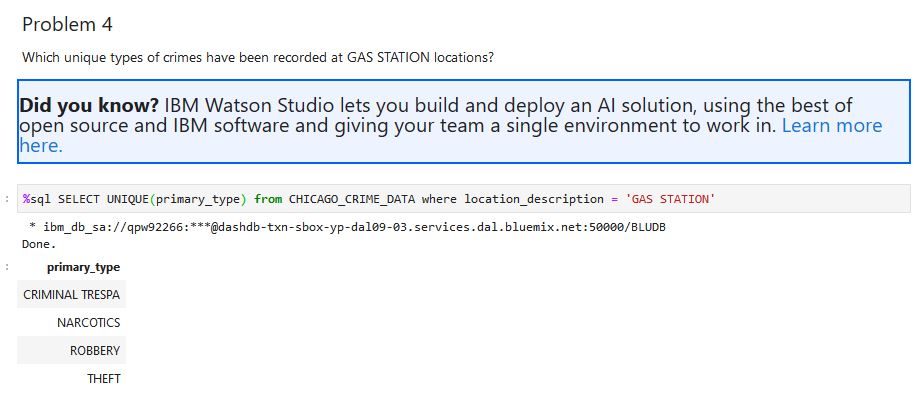 Problem 4
Which unique types of crimes have been recorded at GAS STATION locations?
Did you know? IBM Watson Studio lets you build and deploy an AI solution, using the best of
open source and IBM software and giving your team a single environment to work in. Learn more
here.
: %sql SELECT UNIQUE(primary_type) from CHICAGO_CRIME_DATA where location_description = 'GAS STATION'
* ibm_db_sa://qpw92266:***@dashdb-txn-sbox-yp-dal09-03.services.dal.bluemix.net:50000/BLUDB
Done.
: primary_type
CRIMINAL TRESPA
NARCOTICS
ROBBERY
THEFT